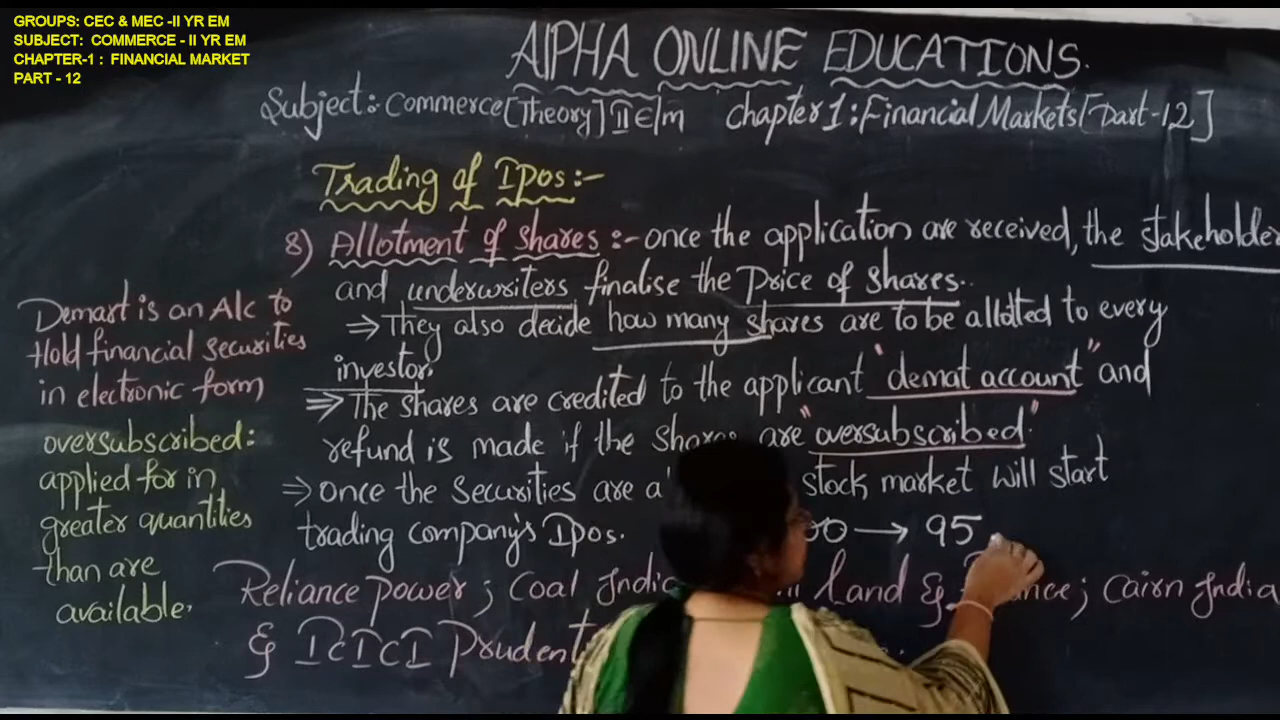 GROUPS: CEC & MEC -II YR EM
SUBJECT: COMMERCE - II YR EM
CHAPTER-1 : FINANCIAL MARKET
PART - 12
AlPHA ONLINE EDUCATIONS.
Subject:- Commerce [Theory] II E/m Chapter 1: Financial Markets [Part-12]
Trading of IPOs:-
8) Allotment of shares :- once the application are received, the stakeholder
and underwriters finalise the Price of shares.
⇒ They also decide how many shares are to be allotted to every
investor.
⇒ The shares are credited to the applicant "demat account" and
refund is made if the shares are "oversubscribed".
⇒ once the Securities are a stock market will start
trading company's Ipos.
→ 95
Reliance power; Coal India land & ; Cairn India
& ICICI
Demart is an A/c to
Hold financial securities
in electronic form
oversubscribed:
applied for in
greater quantities
than are
available.